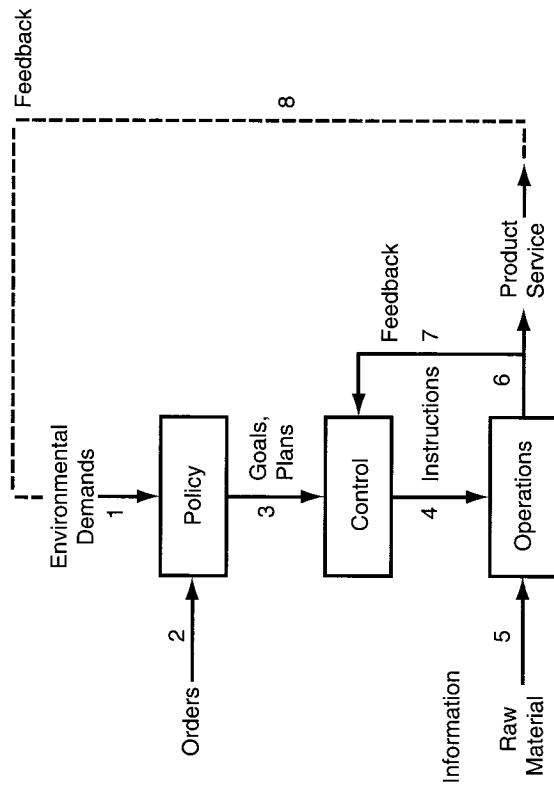 Feedback
8
Environmental
Demands
1
Orders
2
Policy
3
Goals,
Plans
Control
Feedback
7
4
Instructions
Information
Raw
Material
5
Operations
6
Product
Service